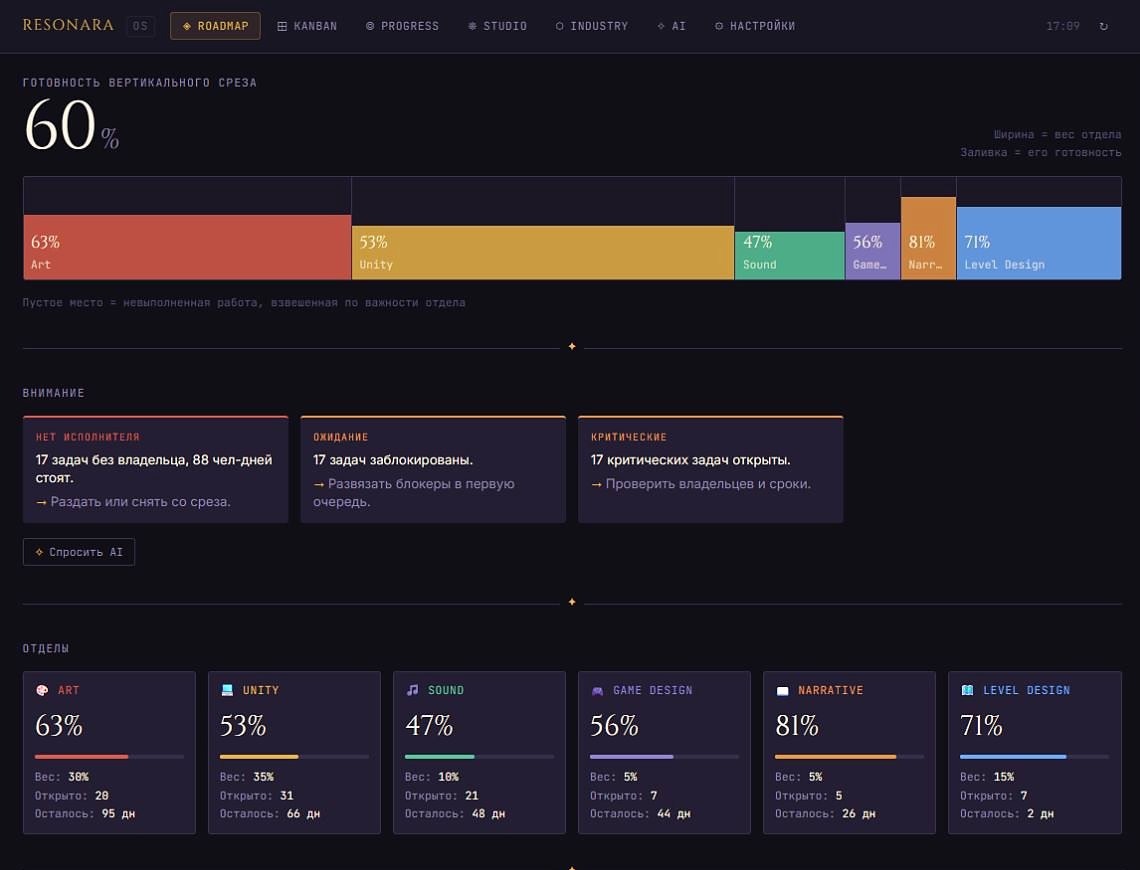 RESONARA OS ROADMAP KANBAN PROGRESS STUDIO INDUSTRY AI НАСТРОЙКИ 17:09
ГОТОВНОСТЬ ВЕРТИКАЛЬНОГО СРЕЗА
60%
Ширина = вес отдела
Заливка = его готовность
63% 53% 47% 56% 81% 71%
Art Unity Sound Game… Narr… Level Design
Пустое место = невыполненная работа, взвешенная по важности отдела
ВНИМАНИЕ
НЕТ ИСПОЛНИТЕЛЯ
17 задач без владельца, 88 чел-дней
стоят.
→ Раздать или снять со среза.
ОЖИДАНИЕ
17 задач заблокированы.
→ Развязать блокеры в первую
очередь.
КРИТИЧЕСКИЕ
17 критических задач открыты.
→ Проверить владельцев и сроки.
Спросить AI
ОТДЕЛЫ
ART
63%
Вес: 30%
Открыто: 20
Осталось: 95 дн
UNITY
53%
Вес: 35%
Открыто: 31
Осталось: 66 дн
SOUND
47%
Вес: 10%
Открыто: 21
Осталось: 48 дн
GAME DESIGN
56%
Вес: 5%
Открыто: 7
Осталось: 44 дн
NARRATIVE
81%
Вес: 5%
Открыто: 5
Осталось: 26 дн
LEVEL DESIGN
71%
Вес: 15%
Открыто: 7
Осталось: 2 дн